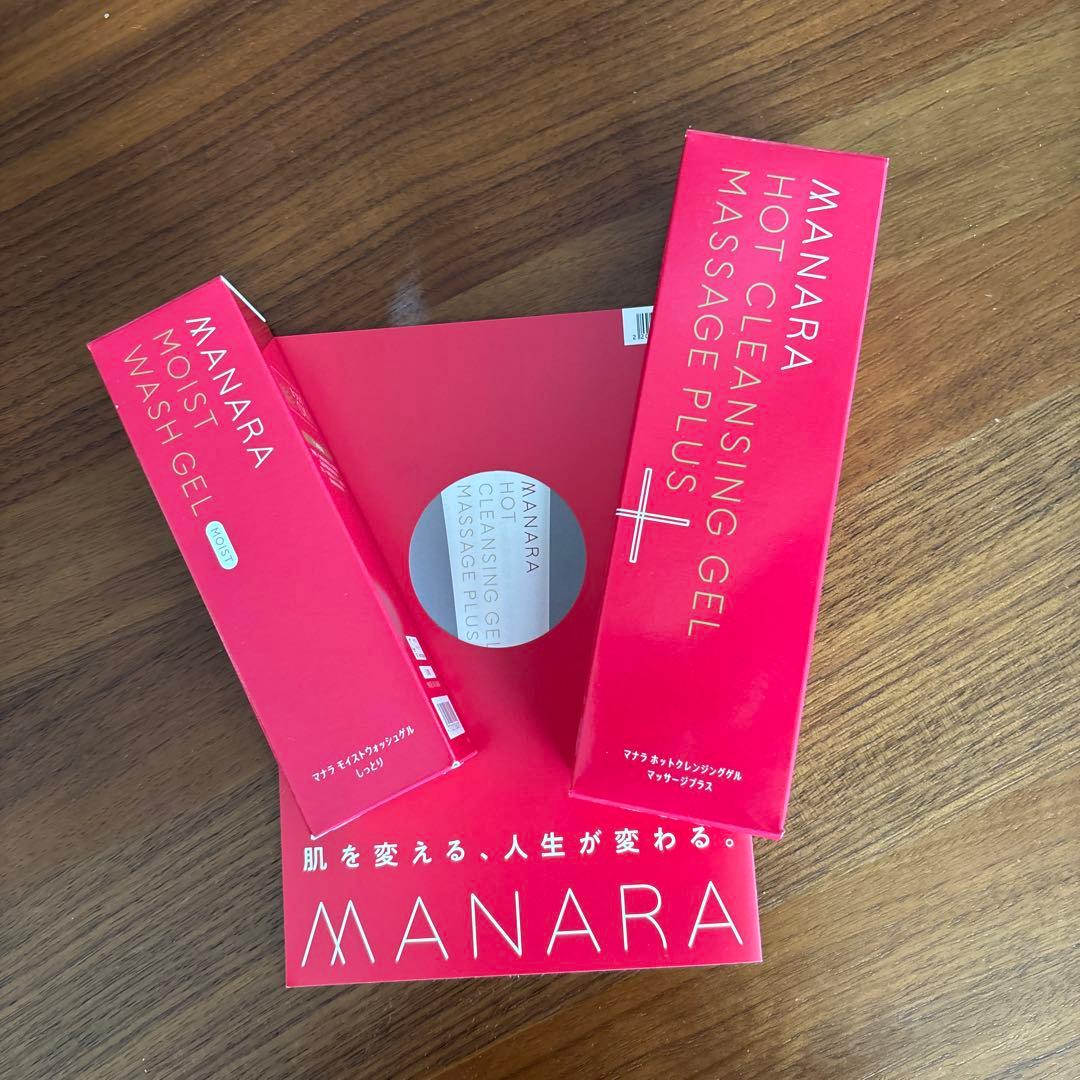 MANARA
MOIST
WASH GEL
MOIST
マナラ モイストウォッシュゲル
しっとり
MANARA
HOT CLEANSING GEL
MASSAGE PLUS
マナラ ホットクレンジングゲル
マッサージプラス
MANARA
HOT
CLEANSING GEL
MASSAGE PLUS
肌を変える、人生が変わる。
MANARA